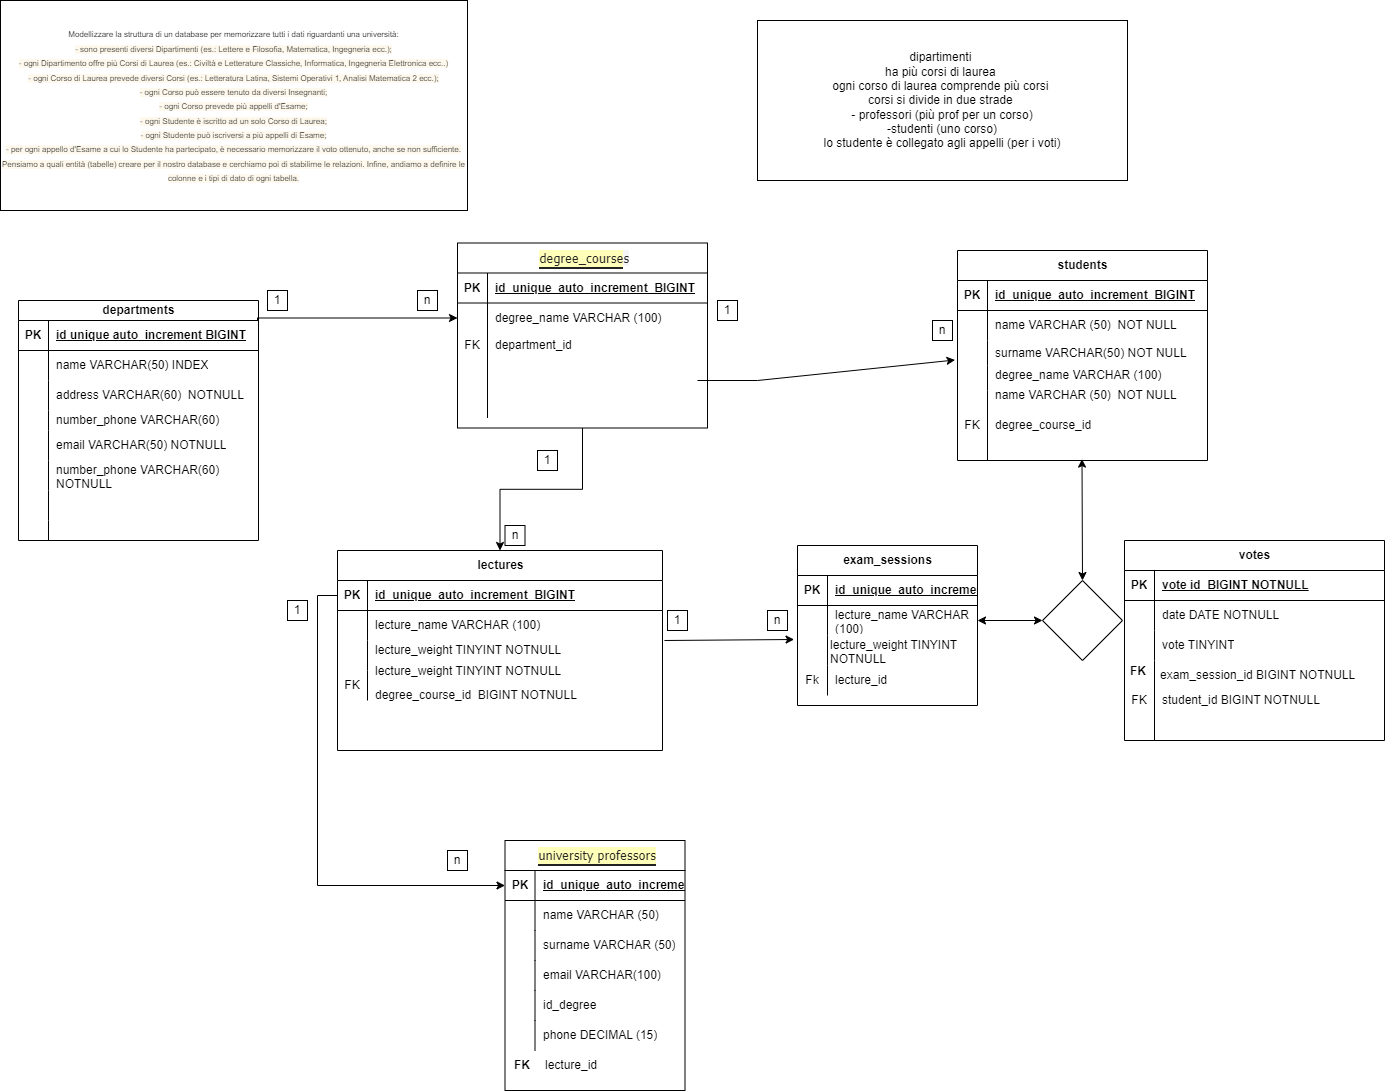 Modellizzare la struttura di un database per memorizzare tutti i dati riguardanti una università:
- sono presenti diversi Dipartimenti (es.: Lettere e Filosofia, Matematica, Ingegneria ecc.);
- ogni Dipartimento offre più Corsi di Laurea (es.: Civiltà e Letterature Classiche, Informatica, Ingegneria Elettronica ecc..)
- ogni Corso di Laurea prevede diversi Corsi (es.: Letteratura Latina, Sistemi Operativi 1, Analisi Matematica 2 ecc.);
- ogni Corso può essere tenuto da diversi Insegnanti;
- ogni Corso prevede più appelli d'Esame;
- ogni Studente è iscritto ad un solo Corso di Laurea;
- ogni Studente può iscriversi a più appelli di Esame;
- per ogni appello d'Esame a cui lo Studente ha partecipato, è necessario memorizzare il voto ottenuto, anche se non sufficiente.
Pensiamo a quali entità (tabelle) creare per il nostro database e cerchiamo poi di stabilirne le relazioni. Infine, andiamo a definire le
colonne e i tipi di dato di ogni tabella.
dipartimenti
ha più corsi di laurea
ogni corso di laurea comprende più corsi
corsi si divide in due strade
- professori (più prof per un corso)
-studenti (uno corso)
lo studente è collegato agli appelli (per i voti)
departments
PK id unique auto_increment BIGINT
name VARCHAR(50) INDEX
address VARCHAR(60) NOTNULL
number_phone VARCHAR(60)
email VARCHAR(50) NOTNULL
number_phone VARCHAR(60)
NOTNULL
1
n
degree_courses
PK id_unique_auto_increment BIGINT
degree_name VARCHAR (100)
FK department_id
1
n
students
PK id_unique_auto_increment BIGINT
name VARCHAR (50) NOT NULL
surname VARCHAR(50) NOT NULL
degree_name VARCHAR (100)
name VARCHAR (50) NOT NULL
FK degree_course_id
1
n
lectures
PK id_unique_auto_increment BIGINT
lecture_name VARCHAR (100)
lecture_weight TINYINT NOTNULL
lecture_weight TINYINT NOTNULL
FK
degree_course_id BIGINT NOTNULL
1
1
n
exam_sessions
PK id_unique_auto_increme
lecture_name VARCHAR
(100)
lecture_weight TINYINT
NOTNULL
Fk lecture_id
votes
PK vote id BIGINT NOTNULL
date DATE NOTNULL
vote TINYINT
FK exam_session_id BIGINT NOTNULL
FK student_id BIGINT NOTNULL
n
university professors
PK id_unique_auto_increme
name VARCHAR (50)
surname VARCHAR (50)
email VARCHAR(100)
id_degree
phone DECIMAL (15)
FK lecture_id